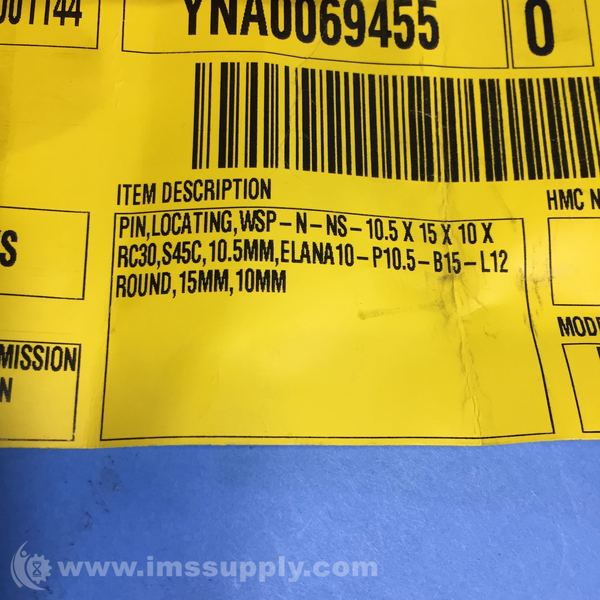 001144
YNA0069455
0
ITEM DESCRIPTION
HMC N
PIN,LOCATING,WSP-N-NS-10.5 X 15 X 10 X
RC30,S45C,10.5MM,ELANA10-P10.5-B15-L12
ROUND,15MM,10MM
S
MODE
MISSION
N
www.imssupply.com